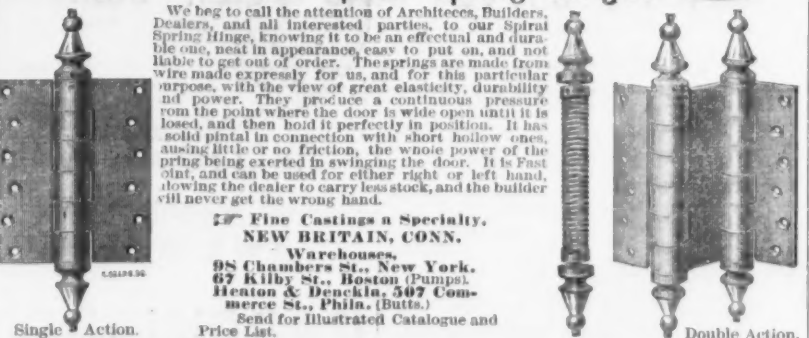 We beg to call the attention of Architects, Builders,
Dealers, and all interested parties, to our Spiral
Spring Hinge, knowing it to be an effectual and dura-
ble one, neat in appearance, easy to put on, and not
liable to get out of order. The springs are made from
wire made expressly for us, and for this particular
purpose, with the view of great elasticity, durability
nd power. They produce a continuous pressure
rom the point where the door is wide open until it is
losed, and then hold it perfectly in position. It has
solid pintal in connection with short hollow ones,
ausing little or no friction, the whole power of the
pring being exerted in swinging the door. It is Fast
oint, and can be used for either right or left hand,
llowing the dealer to carry less stock, and the builder
will never get the wrong hand.
☞ Fine Castings a Specialty.
NEW BRITAIN, CONN.
Warehouses,
98 Chambers St., New York.
67 Kilby St., Boston (Pumps).
Heaton & Denckla, 507 Com-
merce St., Phila. (Butts.)
Send for Illustrated Catalogue and
Price List.
Single Action.
Double Action.